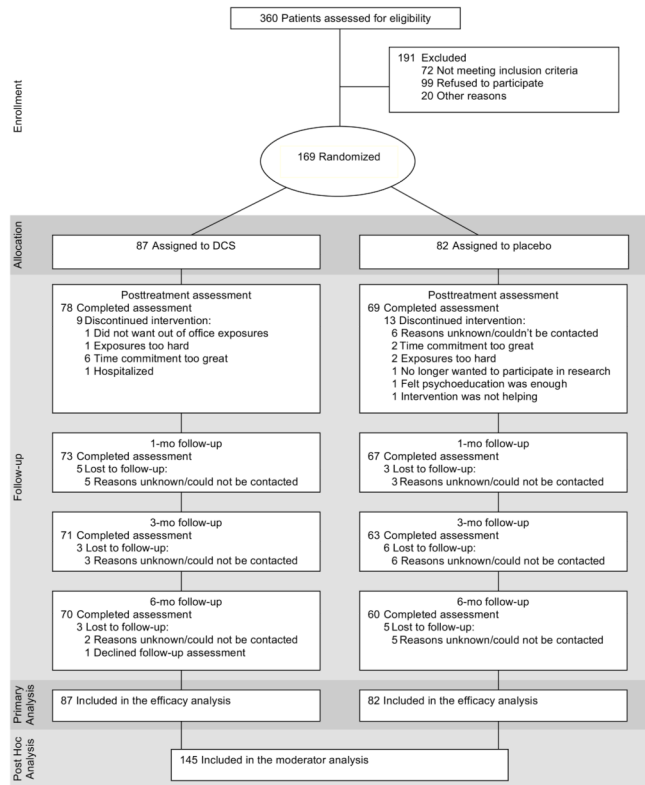 360 Patients assessed for eligibility
191 Excluded
72 Not meeting inclusion criteria
99 Refused to participate
20 Other reasons
Enrollment
169 Randomized
Allocation
87 Assigned to DCS
82 Assigned to placebo
Posttreatment assessment
78 Completed assessment
9 Discontinued intervention:
1 Did not want out of office exposures
1 Exposures too hard
6 Time commitment too great
1 Hospitalized
Posttreatment assessment
69 Completed assessment
13 Discontinued intervention:
6 Reasons unknown/couldn't be contacted
2 Time commitment too great
2 Exposures too hard
1 No longer wanted to participate in research
1 Felt psychoeducation was enough
1 Intervention was not helping
Follow-up
1-mo follow-up
73 Completed assessment
5 Lost to follow-up:
5 Reasons unknown/could not be contacted
1-mo follow-up
67 Completed assessment
3 Lost to follow-up:
3 Reasons unknown/could not be contacted
3-mo follow-up
71 Completed assessment
3 Lost to follow-up:
3 Reasons unknown/could not be contacted
3-mo follow-up
63 Completed assessment
6 Lost to follow-up:
6 Reasons unknown/could not be contacted
6-mo follow-up
70 Completed assessment
3 Lost to follow-up:
2 Reasons unknown/could not be contacted
1 Declined follow-up assessment
6-mo follow-up
60 Completed assessment
5 Lost to follow-up:
5 Reasons unknown/could not be contacted
Primary
Analysis
87 Included in the efficacy analysis
82 Included in the efficacy analysis
Post Hoc
Analysis
145 Included in the moderator analysis